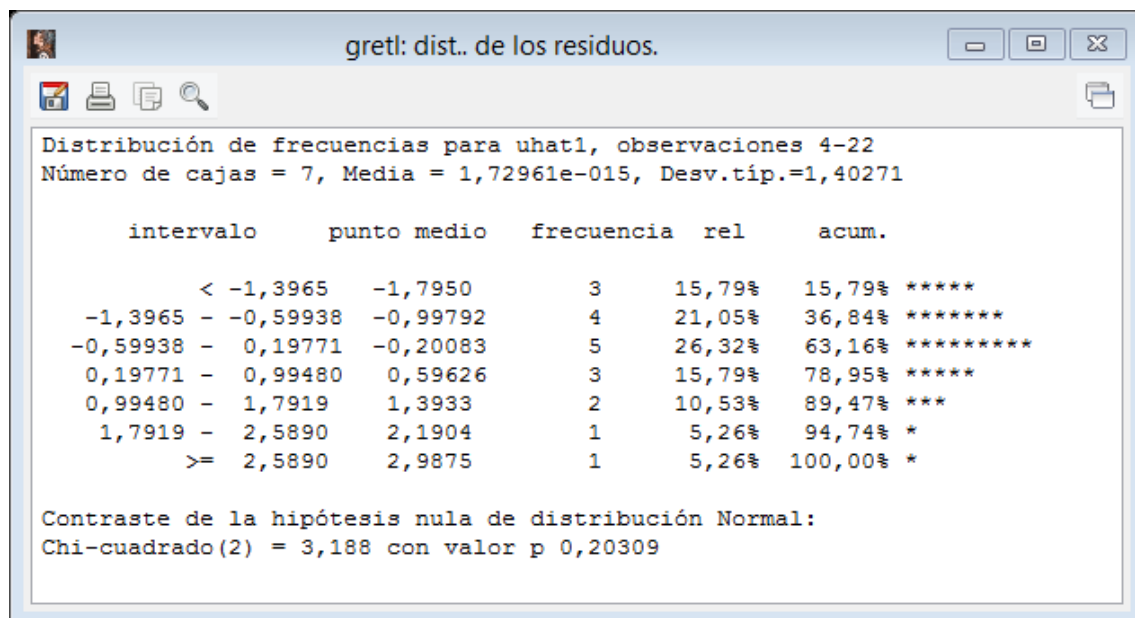 gretl: dist.. de los residuos.
Distribución de frecuencias para uhat1, observaciones 4-22
Número de cajas = 7, Media = 1,72961e-015, Desv.típ.=1,40271
intervalo punto medio frecuencia rel acum.
< -1,3965 -1,7950 3 15,79% 15,79% *****
-1,3965 - -0,59938 -0,99792 4 21,05% 36,84% *******
-0,59938 - 0,19771 -0,20083 5 26,32% 63,16% *********
0,19771 - 0,99480 0,59626 3 15,79% 78,95% *****
0,99480 - 1,7919 1,3933 2 10,53% 89,47% ***
1,7919 - 2,5890 2,1904 1 5,26% 94,74% *
>= 2,5890 2,9875 1 5,26% 100,00% *
Contraste de la hipótesis nula de distribución Normal:
Chi-cuadrado(2) = 3,188 con valor p 0,20309